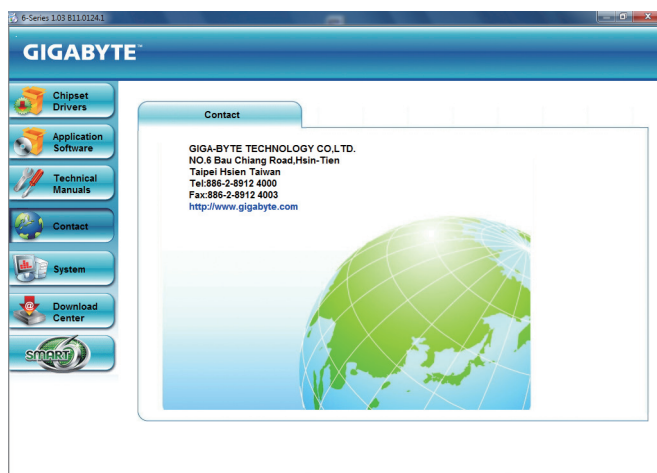 6-Series 1.03 B11.0124.1
GIGABYTE™
Chipset
Drivers
Application
Software
Technical
Manuals
Contact
System
Download
Center
SMART 6
Contact
GIGA-BYTE TECHNOLOGY CO,LTD.
NO.6 Bau Chiang Road,Hsin-Tien
Taipei Hsien Taiwan
Tel:886-2-8912 4000
Fax:886-2-8912 4003
http://www.gigabyte.com